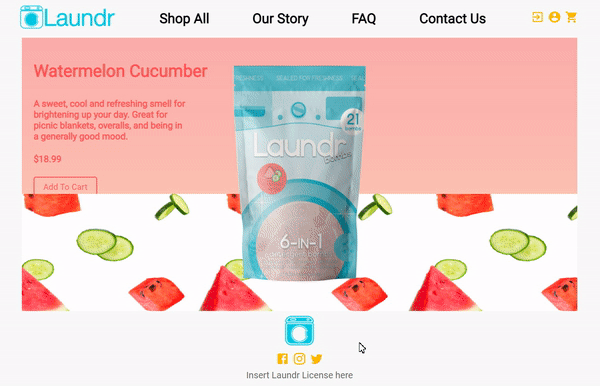 Laundr
Shop All
Our Story
FAQ
Contact Us
Watermelon Cucumber
A sweet, cool and refreshing smell for
brightening up your day. Great for
picnic blankets, overalls, and being in
a generally good mood.
$18.99
Add To Cart
SEALED FOR FRESHNESS
21
Laundr
6-IN-1
Insert Laundr License here